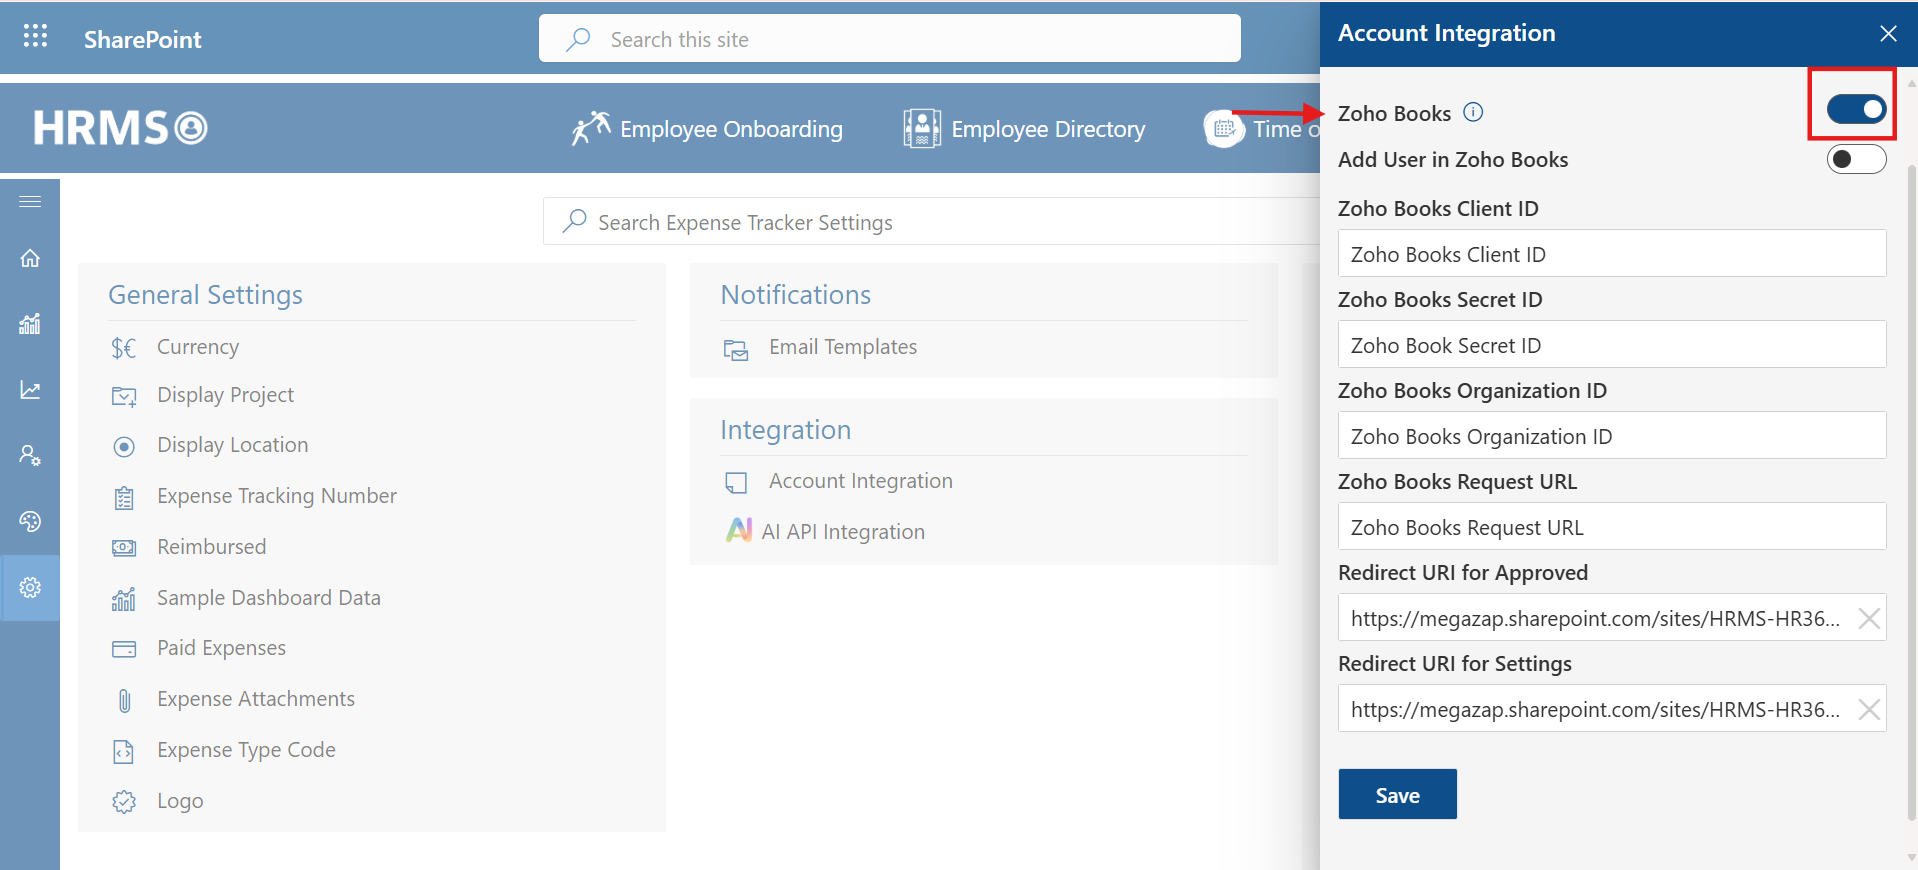 SharePoint
Search this site
Account Integration
HRMS
Employee Onboarding
Employee Directory
Time o
Zoho Books
Add User in Zoho Books
Search Expense Tracker Settings
General Settings
Currency
Display Project
Display Location
Expense Tracking Number
Reimbursed
Sample Dashboard Data
Paid Expenses
Expense Attachments
Expense Type Code
Logo
Notifications
Email Templates
Integration
Account Integration
AI API Integration
Zoho Books Client ID
Zoho Books Client ID
Zoho Books Secret ID
Zoho Book Secret ID
Zoho Books Organization ID
Zoho Books Organization ID
Zoho Books Request URL
Zoho Books Request URL
Redirect URI for Approved
https://megazap.sharepoint.com/sites/HRMS-HR36...
Redirect URI for Settings
https://megazap.sharepoint.com/sites/HRMS-HR36...
Save